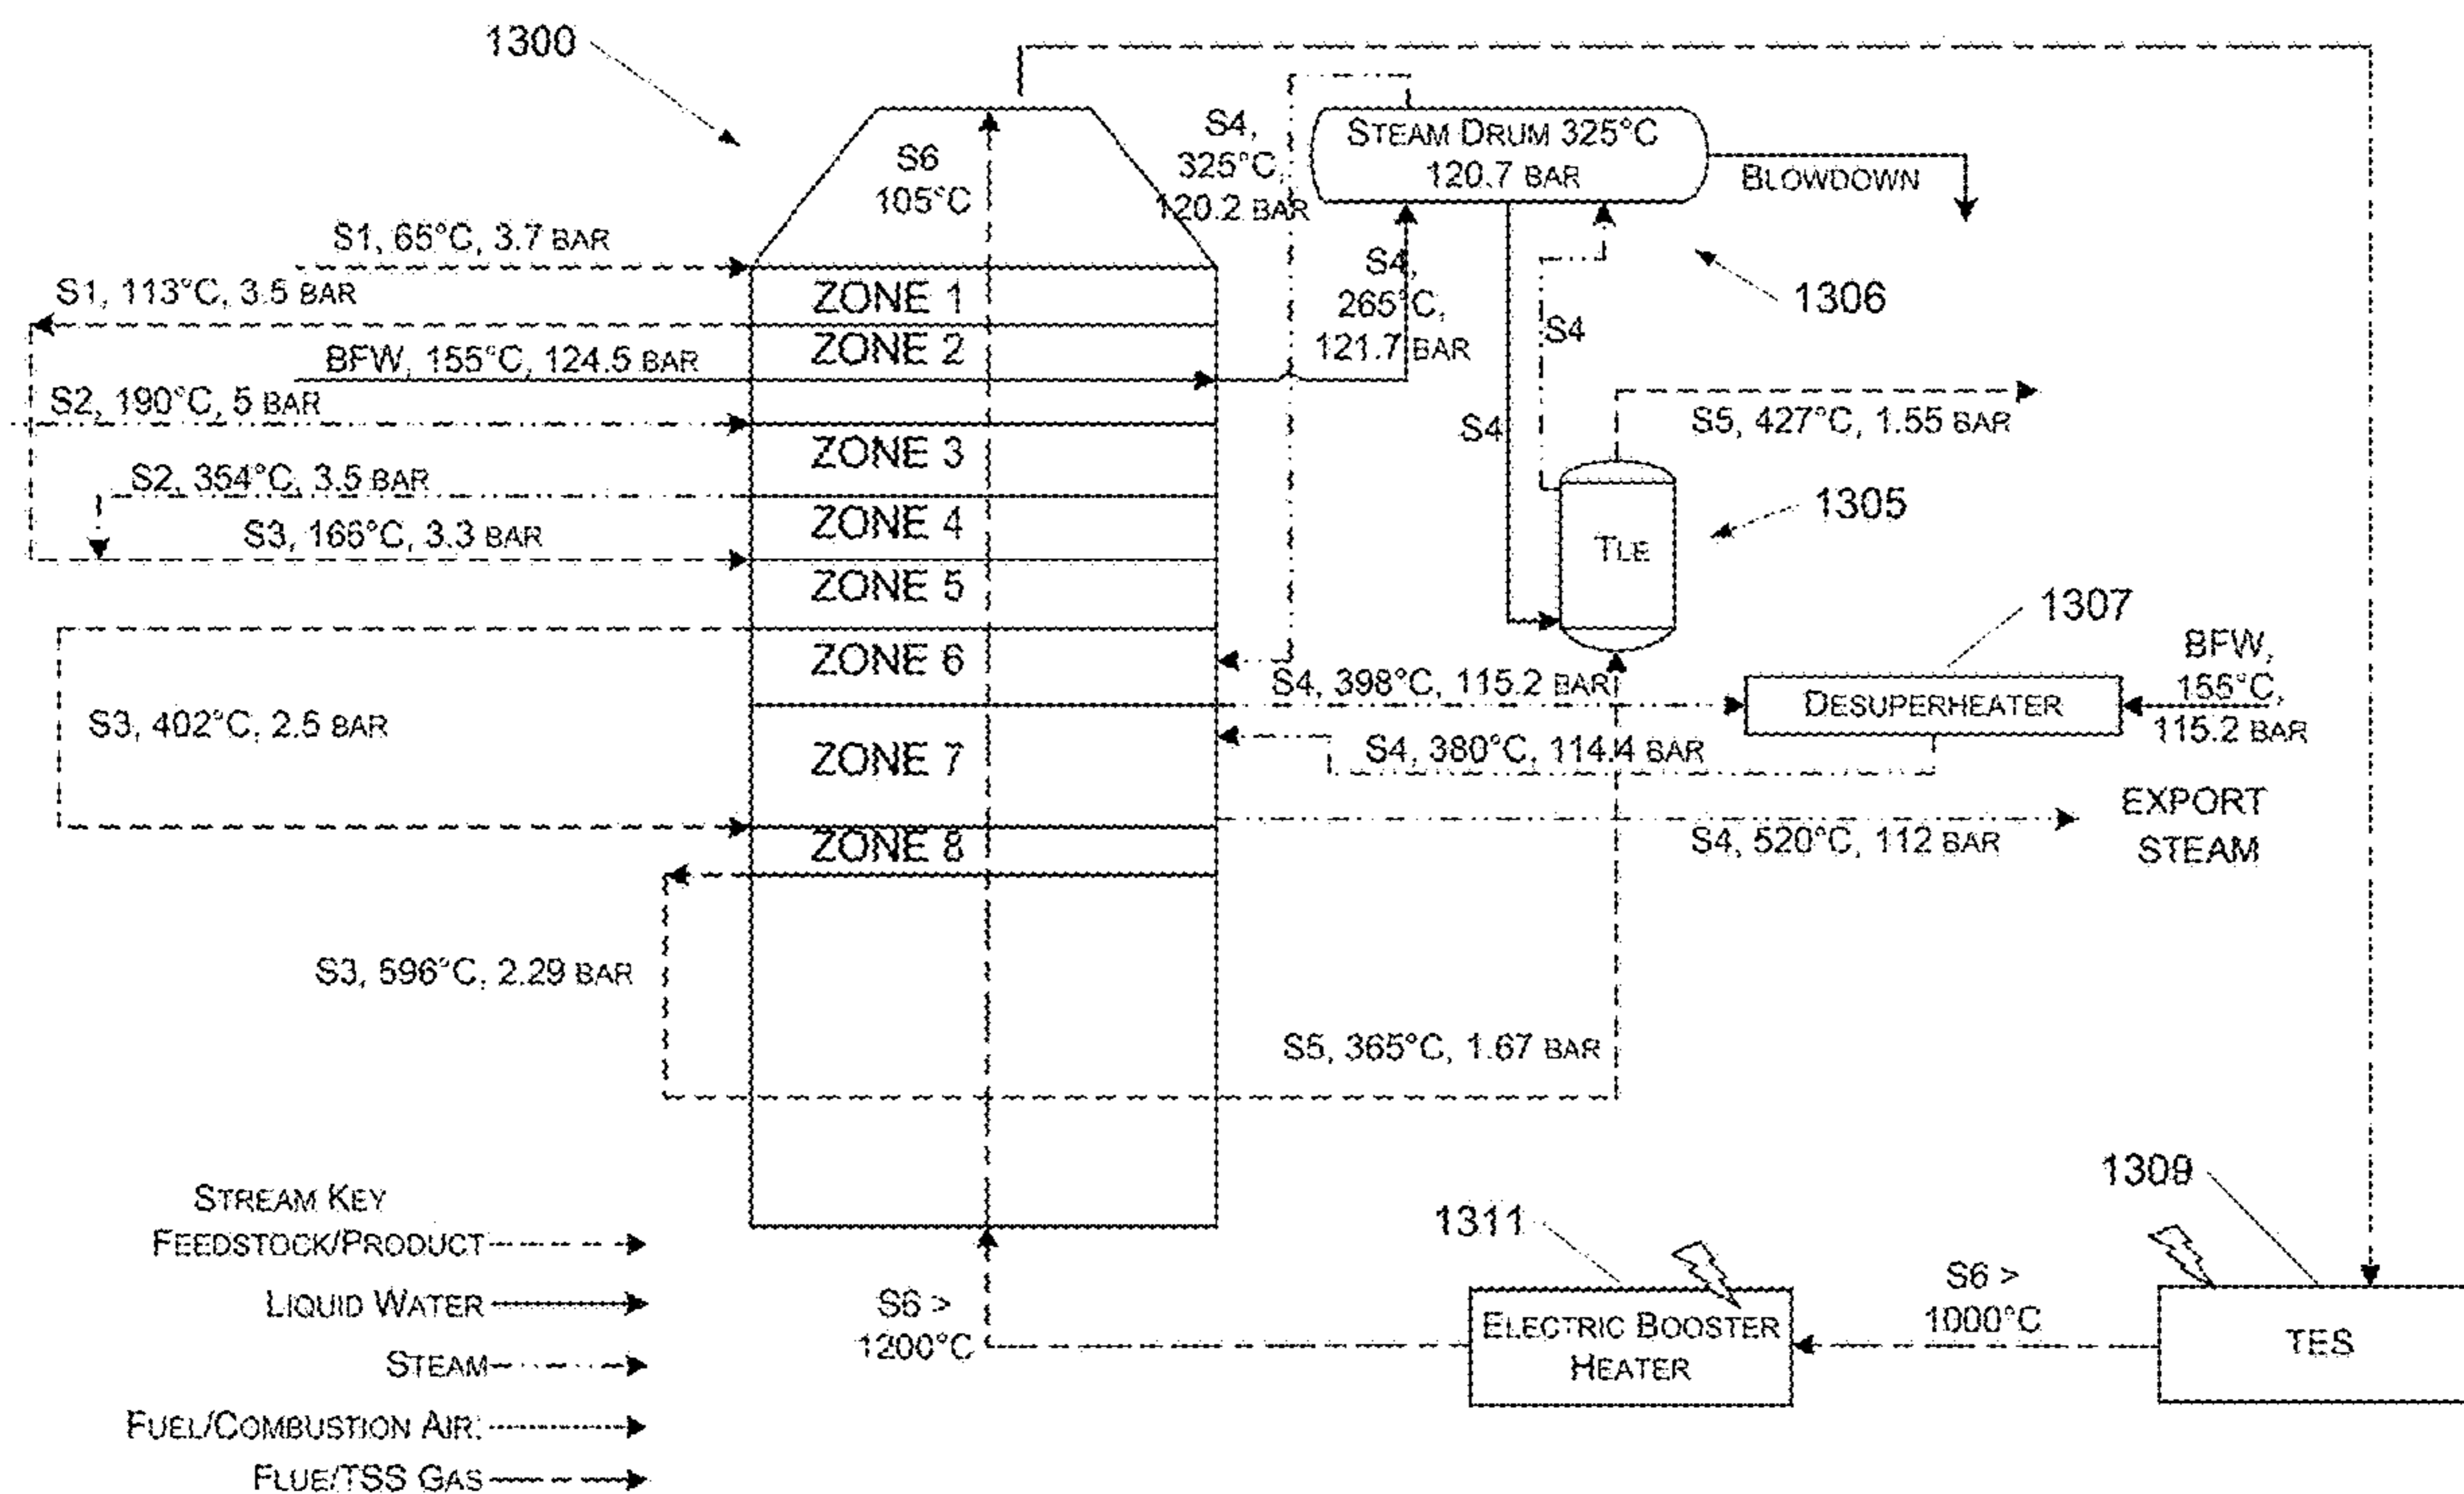 1300
S6
105°C
S4,
325°C,
120.2 BAR
STEAM DRUM 325°C
120.7 BAR
BLOWDOWN
S1, 65°C, 3.7 BAR
S1, 113°C, 3.5 BAR
ZONE 1
S4,
265°C,
121.7 BAR
1306
BFW, 155°C, 124.5 BAR
ZONE 2
S4
S2, 190°C, 5 BAR
ZONE 3
S4
S5, 427°C, 1.55 BAR
S2, 354°C, 3.5 BAR
1305
S3, 166°C, 3.3 BAR
ZONE 4
TLE
ZONE 5
1307
ZONE 6
BFW,
155°C,
115.2 BAR
S4, 398°C, 115.2 BAR
DESUPERHEATER
S3, 402°C, 2.5 BAR
ZONE 7
S4, 380°C, 114.4 BAR
EXPORT
STEAM
ZONE 8
S4, 520°C, 112 BAR
S3, 596°C, 2.29 BAR
S5, 365°C, 1.67 BAR
STREAM KEY
FEEDSTOCK/PRODUCT
LIQUID WATER
STEAM
FUEL/COMBUSTION AIR:
FLUE/TSS GAS
1309
1311
S6 >
1200°C
ELECTRIC BOOSTER
HEATER
S6 >
1000°C
TES